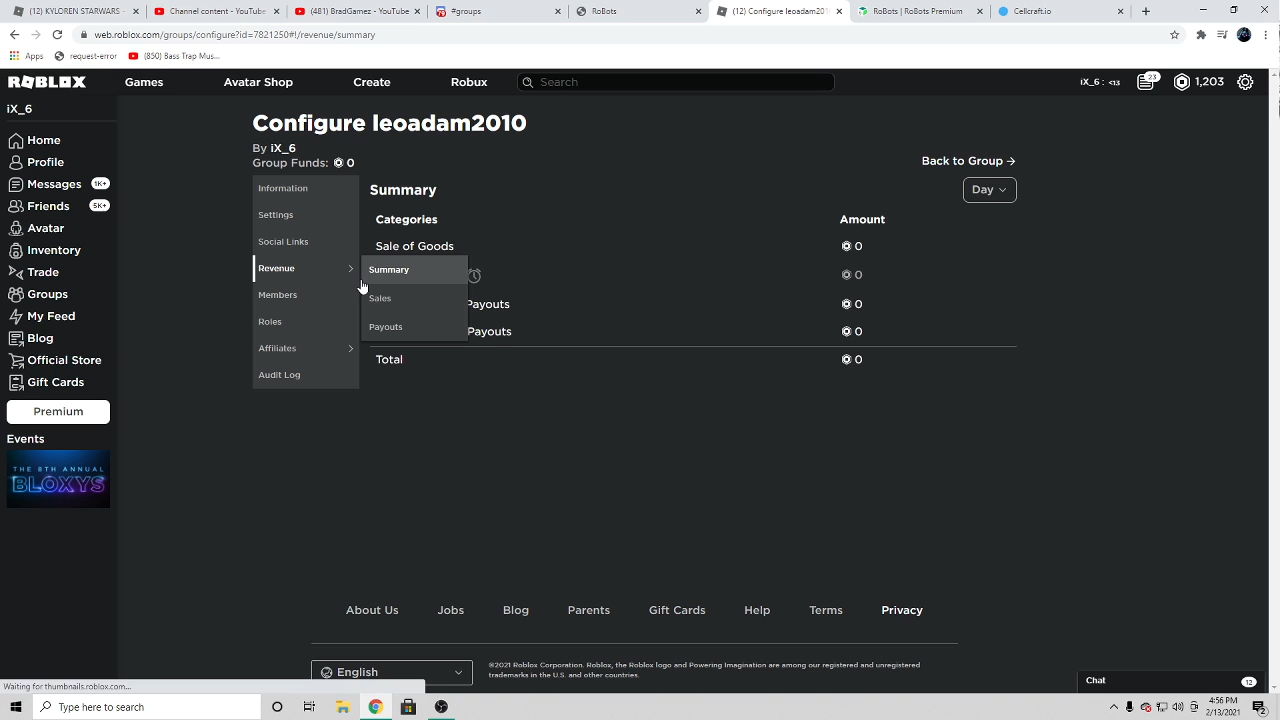 (12) KYLOREN STARWARS - Channel content - YouTube (481) BradGamez - YouTube #groups RoBots (12) Configure leoadam201 RoBots | RoBots Premium Cellcraft.io
web.roblox.com/groups/configure?id=7821250#!/revenue/summary
Apps request-error (850) Bass Trap Mus...
ROBLOX Games Avatar Shop Create Robux Search iX_6 : <13 23 1,203
iX_6
Home
Profile
Messages 1K+
Friends 5K+
Avatar
Inventory
Trade
Groups
My Feed
Blog
Official Store
Gift Cards
Premium
Events
THE 8TH ANNUAL
BLOXYS
Configure leoadam2010
By iX_6
Group Funds: 0
Back to Group
Information
Settings
Social Links
Revenue
Members
Roles
Affiliates
Audit Log
Summary
Sales
Payouts
Summary Day
Categories Amount
Sale of Goods 0
0
Payouts 0
Payouts 0
Total 0
About Us Jobs Blog Parents Gift Cards Help Terms Privacy
English
©2021 Roblox Corporation. Roblox, the Roblox logo and Powering Imagination are among our registered and unregistered
trademarks in the U.S. and other countries.
Chat 12
Waiting for thumbnails.roblox.com...
Type here to search
4:56 PM
2/13/2021
2